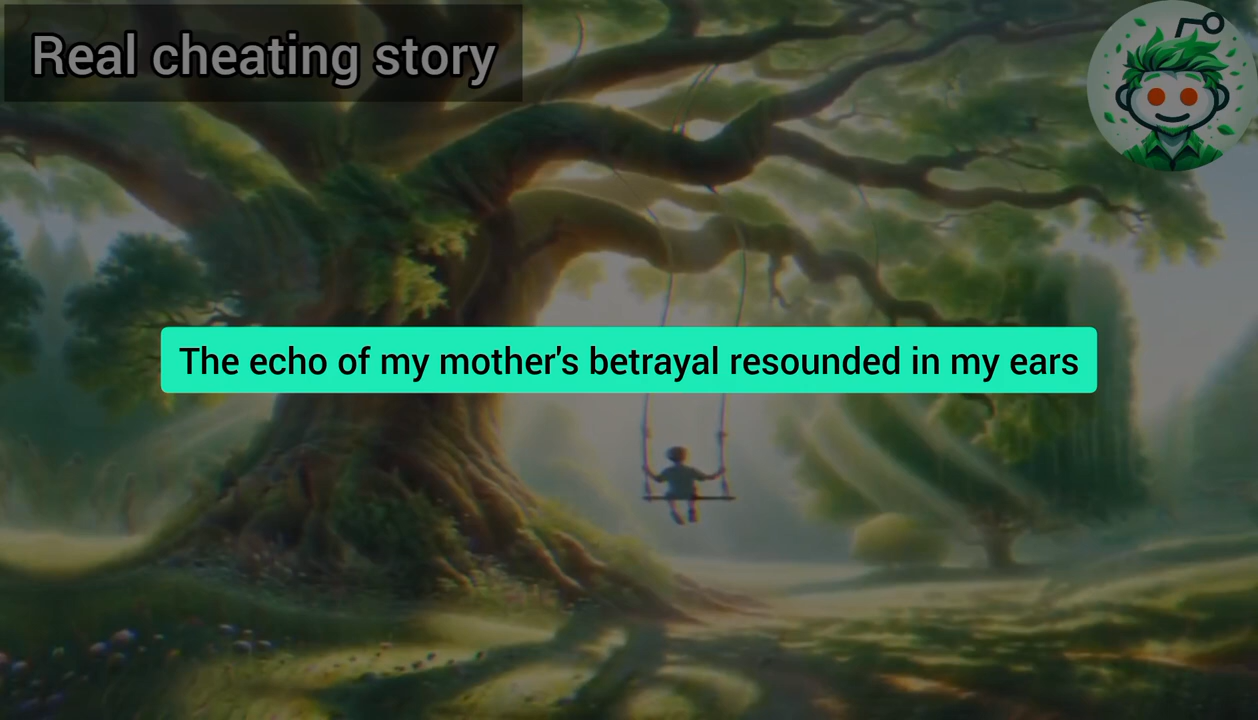 Real cheating story
The echo of my mother's betrayal resounded in my ears